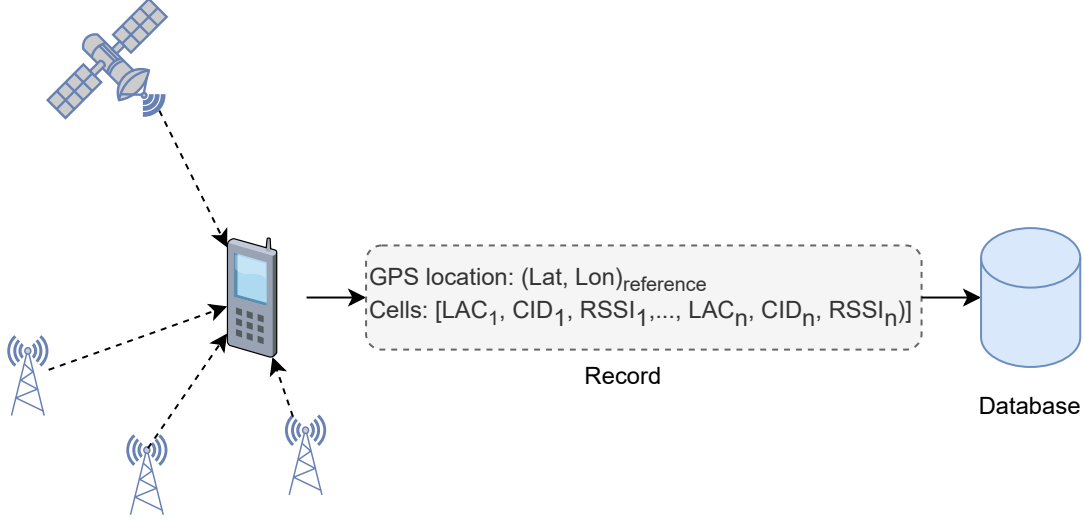 GPS location: (Lat, Lon)reference
Cells: [LAC1, CID1, RSSI1,..., LACn, CIDn, RSSIn)]
Record
Database